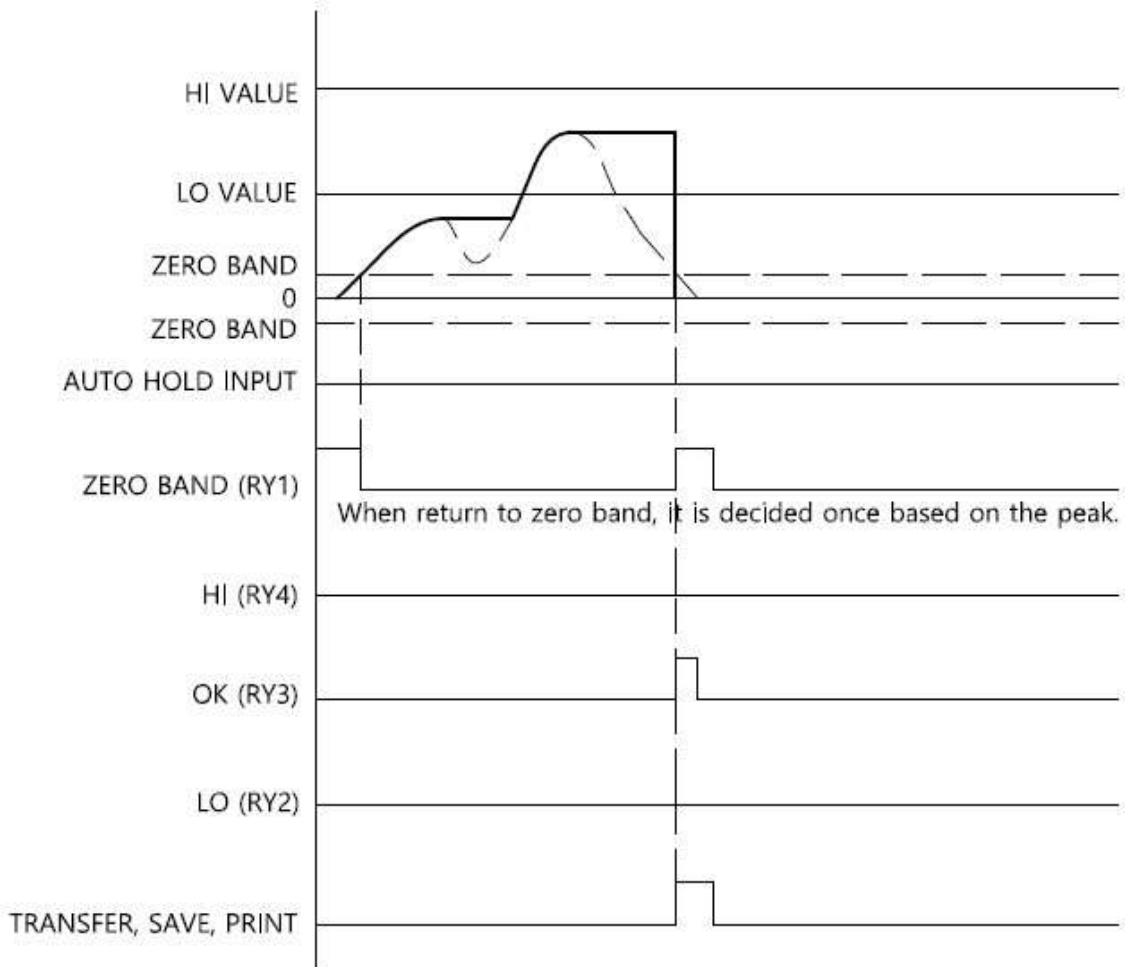 HI VALUE
LO VALUE
ZERO BAND
0
ZERO BAND
AUTO HOLD INPUT
ZERO BAND (RY1)
When return to zero band, it is decided once based on the peak.
HI (RY4)
OK (RY3)
LO (RY2)
TRANSFER, SAVE, PRINT